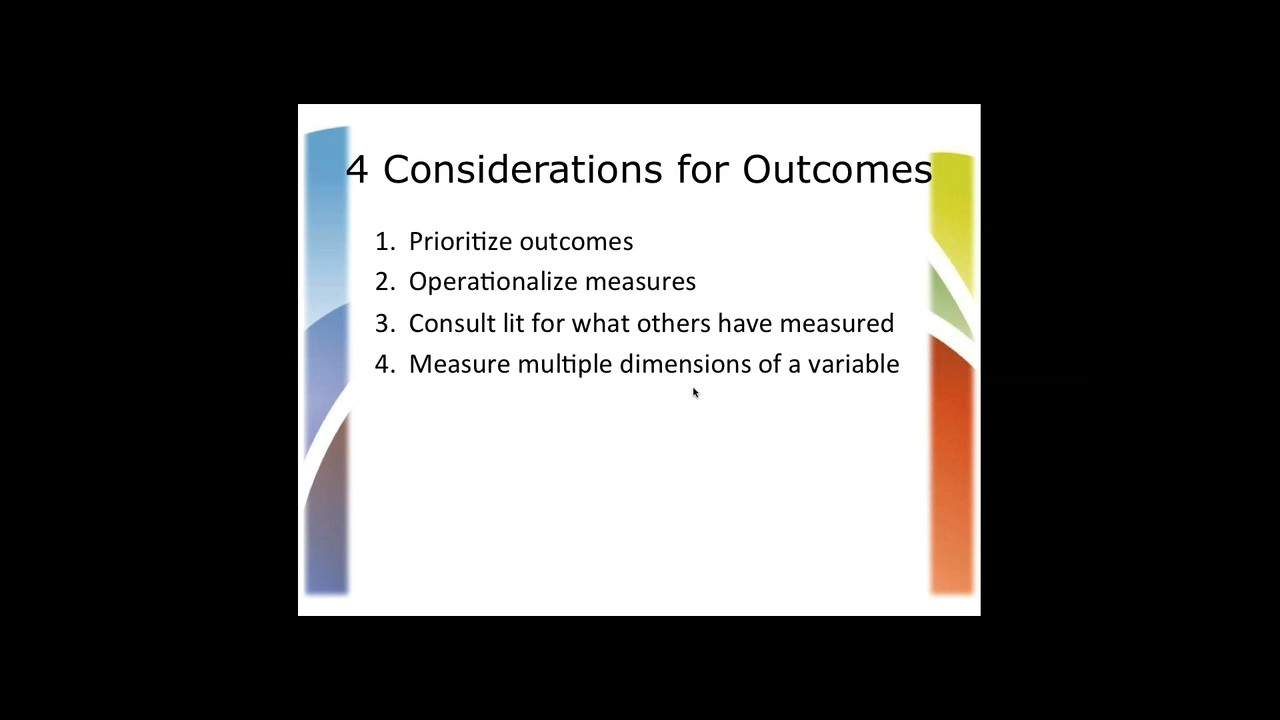 4 Considerations for Outcomes
1. Prioritize outcomes
2. Operationalize measures
3. Consult lit for what others have measured
4. Measure multiple dimensions of a variable